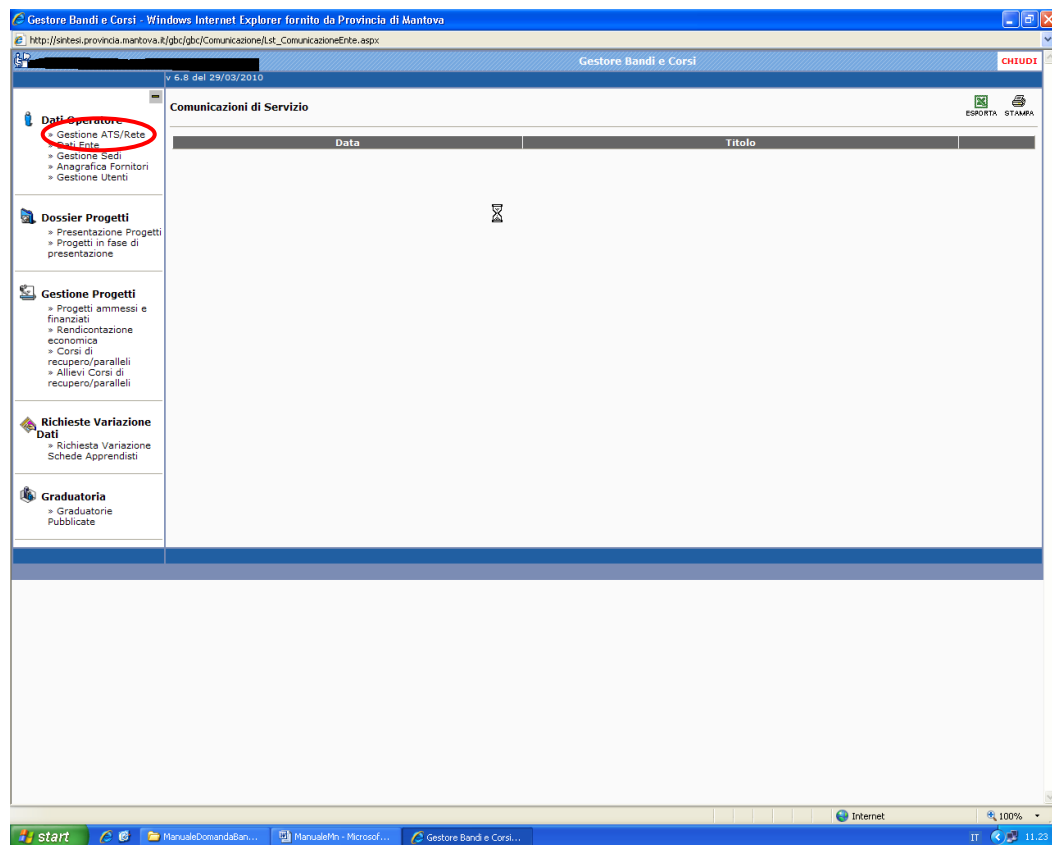 Gestore Bandi e Corsi - Windows Internet Explorer fornito da Provincia di Mantova
http://sintesi.provincia.mantova.it/gbc/gbc/Comunicazione/Lst_ComunicazioneEnte.aspx
Gestore Bandi e Corsi
CHIUDI
v 6.8 del 29/03/2010
Comunicazioni di Servizio
ESPORTA STAMPA
Data Titolo
Dati Operatore
» Gestione ATS/Rete
» Dati Ente
» Gestione Sedi
» Anagrafica Fornitori
» Gestione Utenti
Dossier Progetti
» Presentazione Progetti
» Progetti in fase di
presentazione
Gestione Progetti
» Progetti ammessi e
finanziati
» Rendicontazione
economica
» Corsi di
recupero/paralleli
» Allievi Corsi di
recupero/paralleli
Richieste Variazione
Dati
» Richiesta Variazione
Schede Apprendisti
Graduatoria
» Graduatorie
Pubblicate
Internet 100%
start ManualeDomandaBan... ManualeMn - Microsof... Gestore Bandi e Corsi... IT 11.23